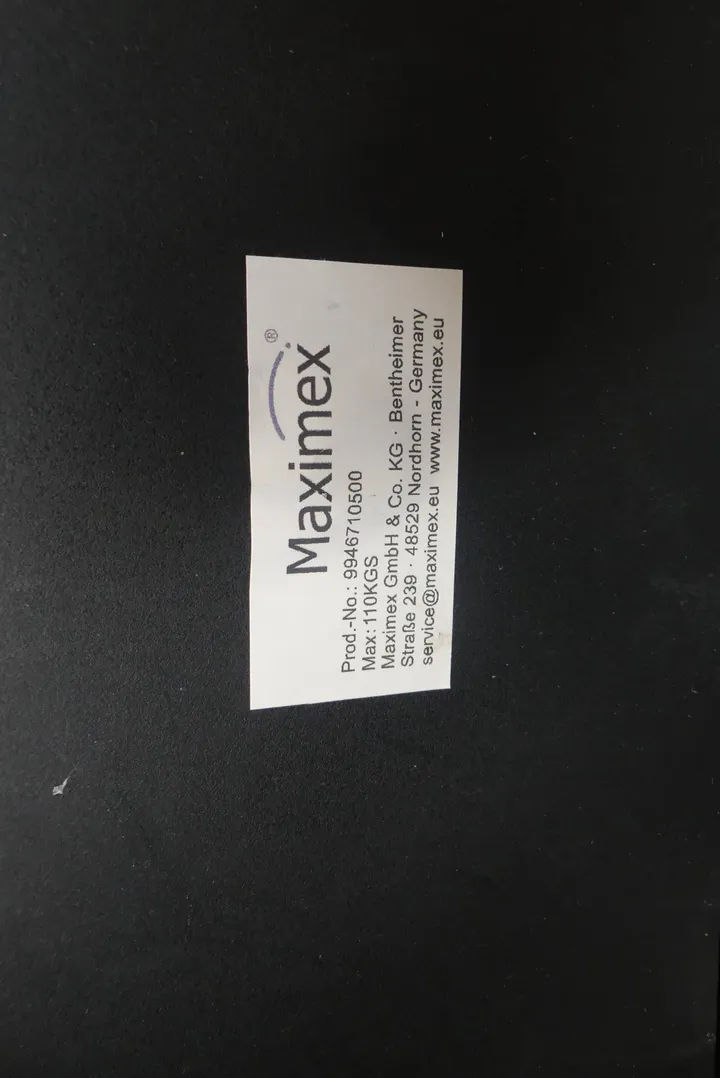 Maximex®
Prod.-No.: 9946710500
Max: 110KGS
Maximex GmbH & Co. KG · Bentheimer
Straße 239 · 48529 Nordhorn - Germany
service@maximex.eu www.maximex.eu